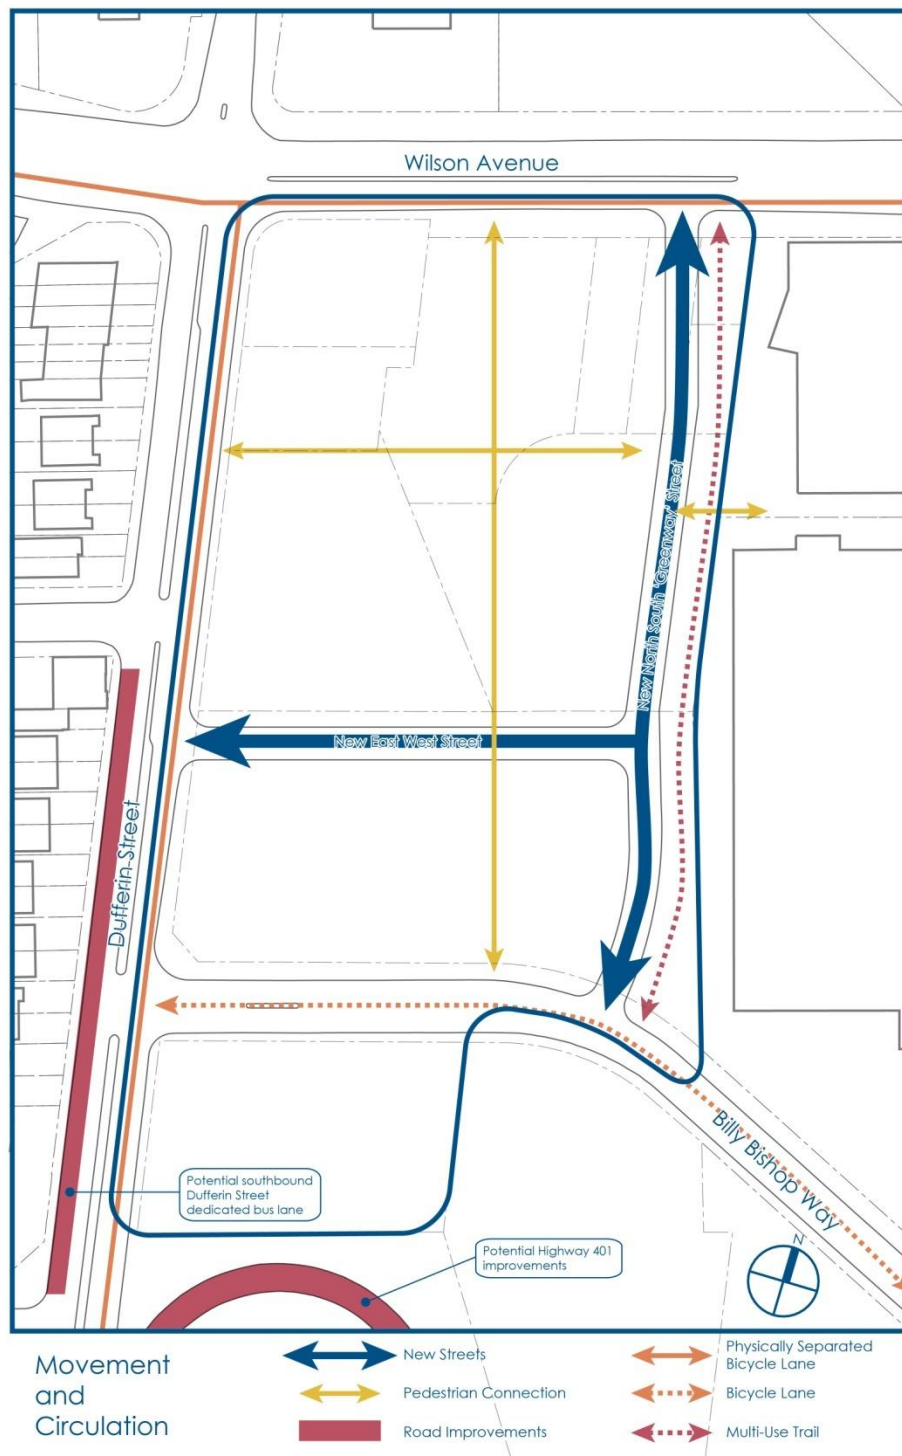 Wilson Avenue
New North South "Greenway" Street
New East West Street
Dufferin Street
Billy Bishop Way
Potential southbound
Dufferin Street
dedicated bus lane
Potential Highway 401
improvements
N
Movement
and
Circulation
New Streets
Pedestrian Connection
Road Improvements
Physically Separated
Bicycle Lane
Bicycle Lane
Multi-Use Trail